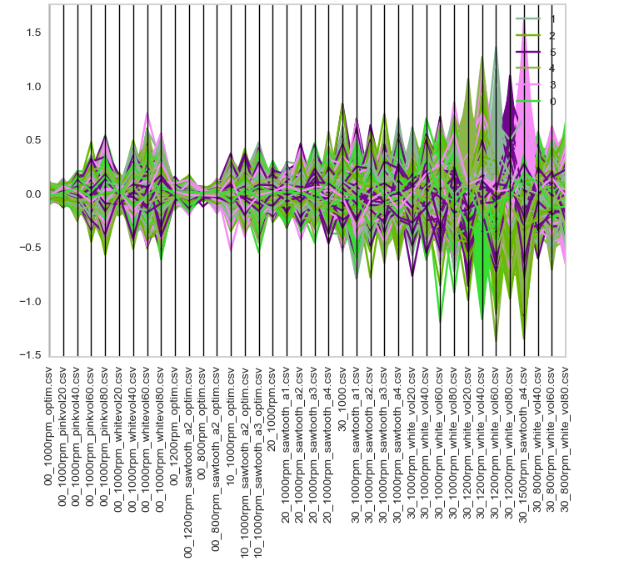 1.5
1.0
0.5
0.0
−0.5
−1.0
−1.5
1
2
5
4
3
0
00_1000rpm_optim.csv
00_1000rpm_pinkvol20.csv
00_1000rpm_pinkvol40.csv
00_1000rpm_pinkvol60.csv
00_1000rpm_pinkvol80.csv
00_1000rpm_whitevol20.csv
00_1000rpm_whitevol40.csv
00_1000rpm_whitevol60.csv
00_1000rpm_whitevol80.csv
00_1200rpm_optim.csv
00_1200rpm_sawtooth_a2_optim.csv
00_800rpm_optim.csv
00_800rpm_sawtooth_a2_optim.csv
10_1000rpm_optim.csv
10_1000rpm_sawtooth_a2_optim.csv
10_1000rpm_sawtooth_a3_optim.csv
20_1000rpm.csv
20_1000rpm_sawtooth_a1.csv
20_1000rpm_sawtooth_a2.csv
20_1000rpm_sawtooth_a3.csv
20_1000rpm_sawtooth_a4.csv
30_1000.csv
30_1000rpm_sawtooth_a1.csv
30_1000rpm_sawtooth_a2.csv
30_1000rpm_sawtooth_a3.csv
30_1000rpm_sawtooth_a4.csv
30_1000rpm_white_vol20.csv
30_1000rpm_white_vol40.csv
30_1000rpm_white_vol60.csv
30_1000rpm_white_vol80.csv
30_1200rpm_white_vol20.csv
30_1200rpm_white_vol40.csv
30_1200rpm_white_vol60.csv
30_1200rpm_white_vol80.csv
30_1500rpm_sawtooth_a4.csv
30_800rpm_white_vol40.csv
30_800rpm_white_vol60.csv
30_800rpm_white_vol80.csv